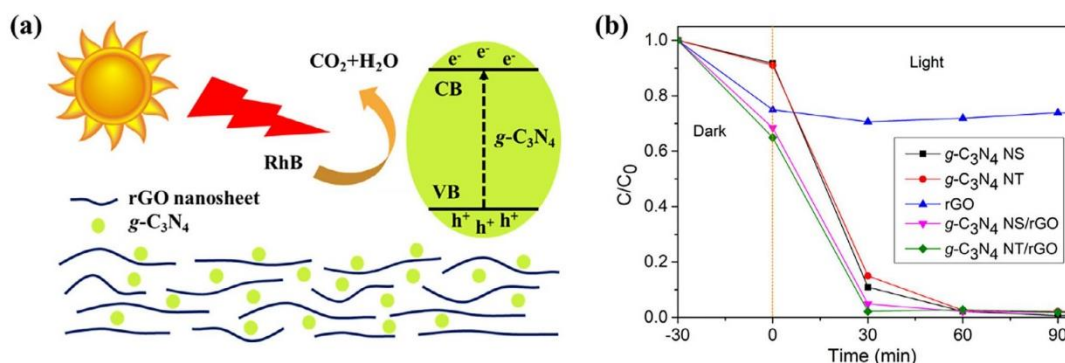 (a)
CO₂+H₂O
RhB
e⁻ e⁻ e⁻
CB
g-C₃N₄
VB
h⁺ h⁺ h⁺
rGO nanosheet
g-C₃N₄
(b)
C/C₀
1.0
0.8
0.6
0.4
0.2
0.0
Dark
Light
g-C₃N₄ NS
g-C₃N₄ NT
rGO
g-C₃N₄ NS/rGO
g-C₃N₄ NT/rGO
-30 0 30 60 90
Time (min)